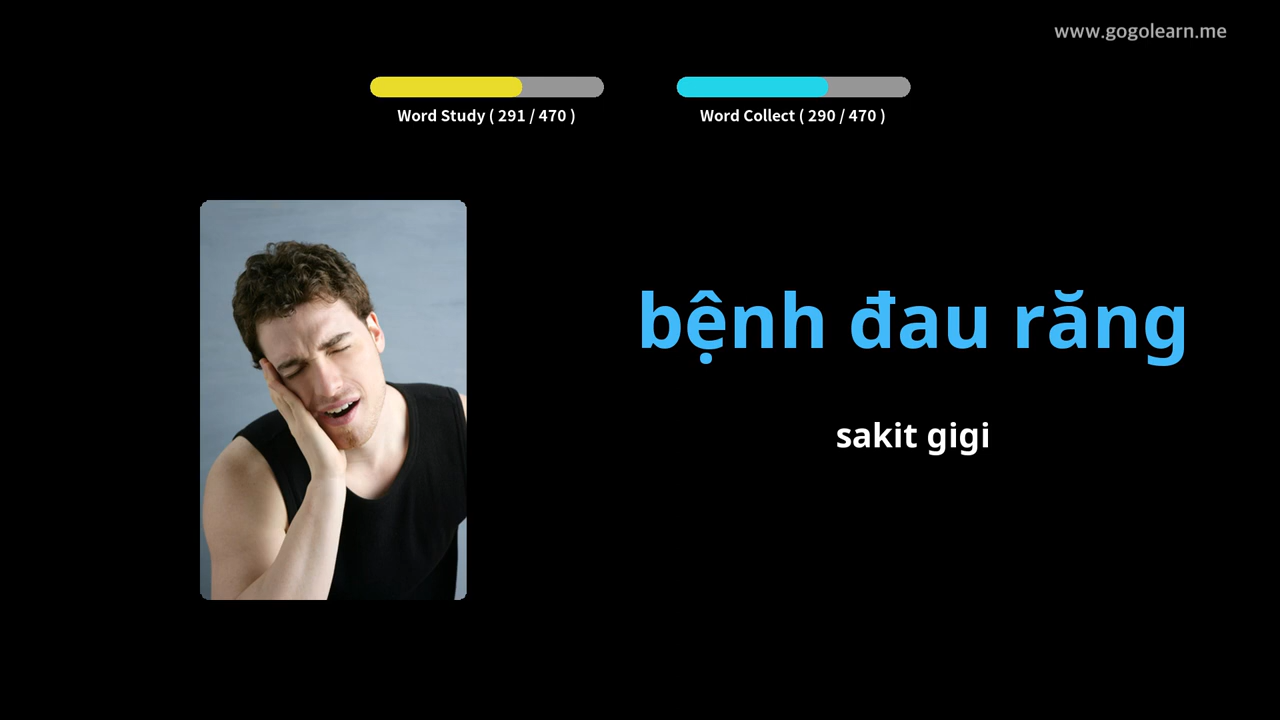 www.gogolearn.me
Word Study ( 291 / 470 )
Word Collect ( 290 / 470 )
bệnh đau răng
sakit gigi